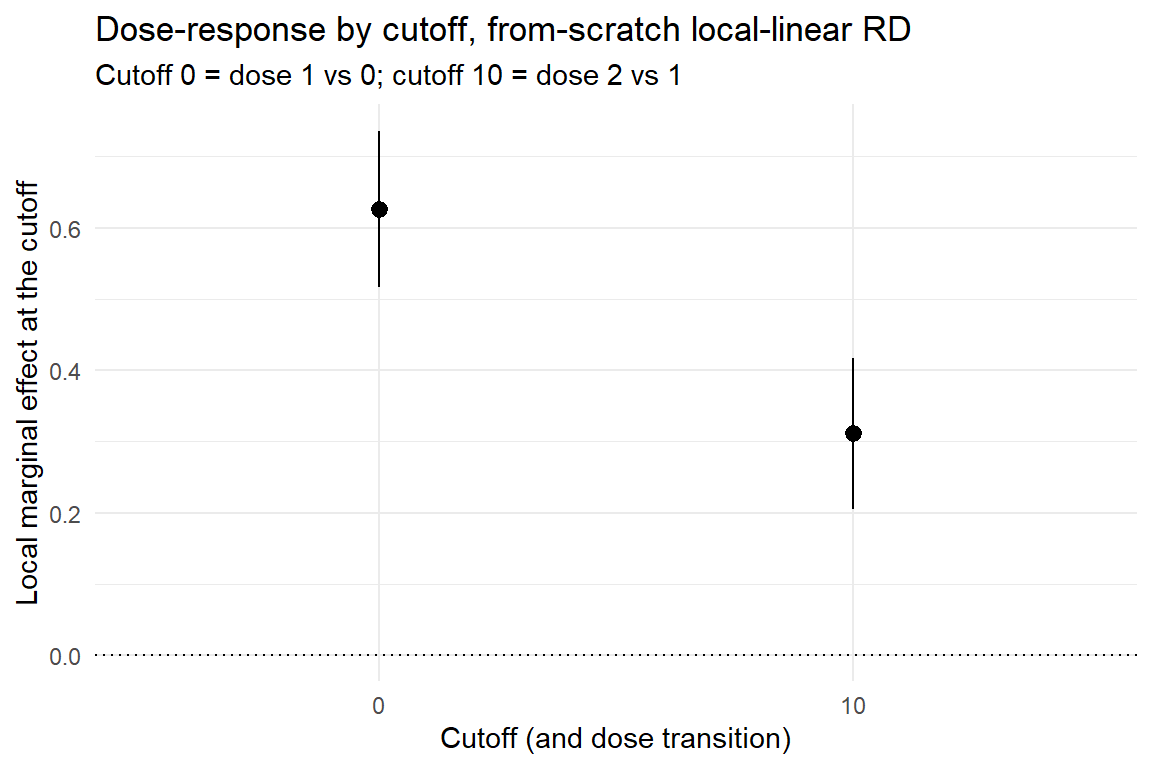 Dose-response by cutoff, from-scratch local-linear RD
Cutoff 0 = dose 1 vs 0; cutoff 10 = dose 2 vs 1
Local marginal effect at the cutoff
0.6
0.4
0.2
0.0
0
10
Cutoff (and dose transition)